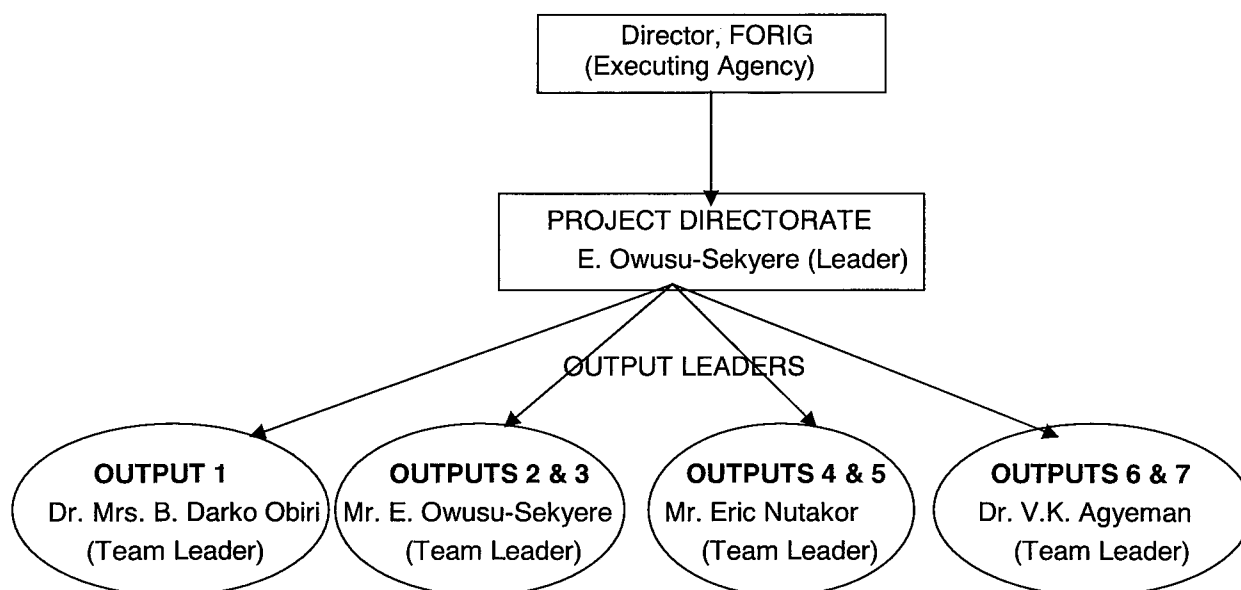 Director, FORIG
(Executing Agency)
PROJECT DIRECTORATE
E. Owusu-Sekyere (Leader)
OUTPUT LEADERS
OUTPUT 1
Dr. Mrs. B. Darko Obiri
(Team Leader)
OUTPUTS 2 & 3
Mr. E. Owusu-Sekyere
(Team Leader)
OUTPUTS 4 & 5
Mr. Eric Nutakor
(Team Leader)
OUTPUTS 6 & 7
Dr. V.K. Agyeman
(Team Leader)